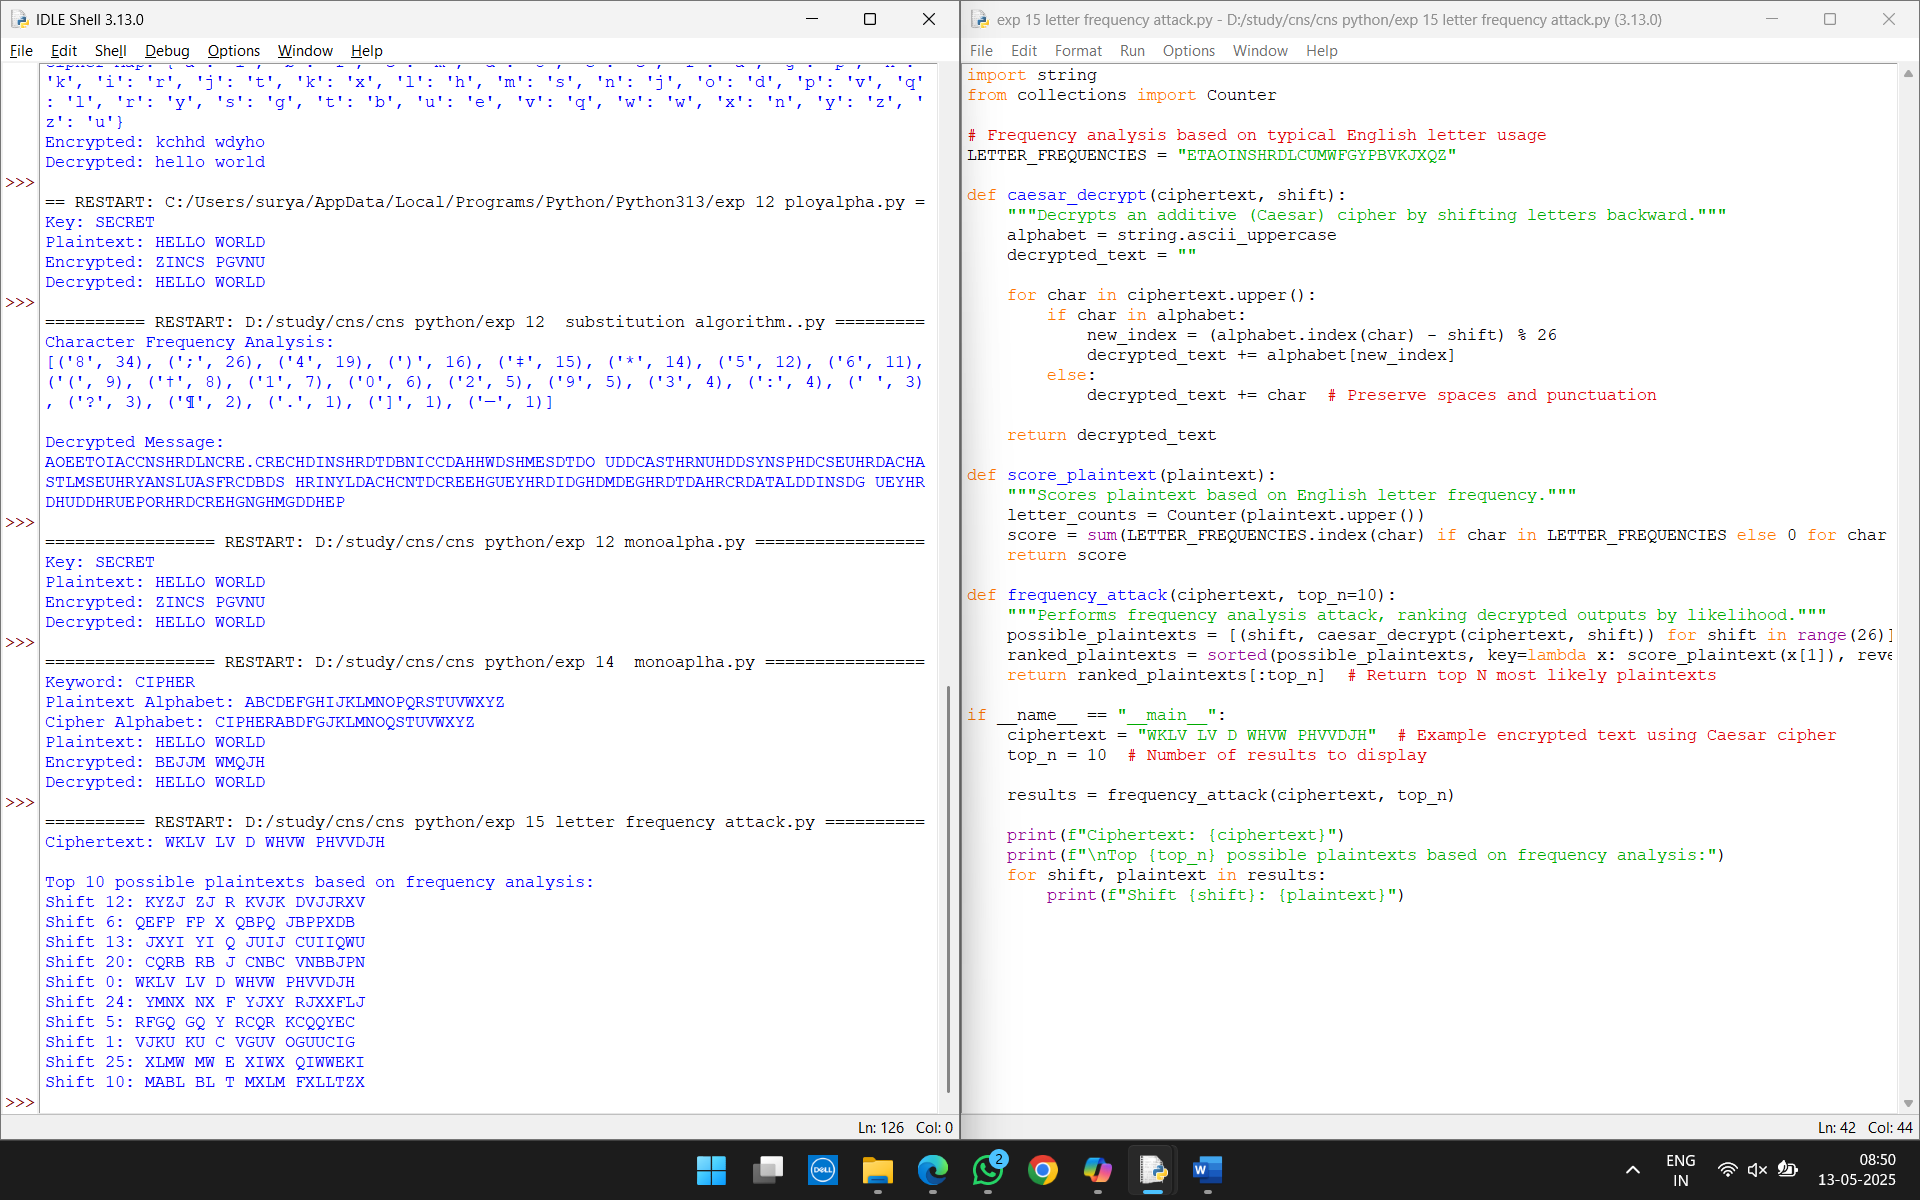 IDLE Shell 3.13.0
File Edit Shell Debug Options Window Help
'k', 'i': 'r', 'j': 't', 'k': 'x', 'l': 'h', 'm': 's', 'n': 'j', 'o': 'd', 'p': 'v', 'q'
: 'l', 'r': 'y', 's': 'g', 't': 'b', 'u': 'e', 'v': 'q', 'w': 'w', 'x': 'n', 'y': 'z', '
z': 'u'}
Encrypted: kchhd wdyho
Decrypted: hello world
>>>
== RESTART: C:/Users/surya/AppData/Local/Programs/Python/Python313/exp 12 ployalpha.py =
Key: SECRET
Plaintext: HELLO WORLD
Encrypted: ZINCS PGVNU
Decrypted: HELLO WORLD
>>>
========== RESTART: D:/study/cns/cns python/exp 12  substitution algorithm..py =========
Character Frequency Analysis:
[('8', 34), (';', 26), ('4', 19), (')', 16), ('‡', 15), ('*', 14), ('5', 12), ('6', 11),
('(', 9), ('†', 8), ('1', 7), ('0', 6), ('2', 5), ('9', 5), ('3', 4), (':', 4), (' ', 3)
, ('?', 3), ('¶', 2), ('.', 1), (']', 1), ('—', 1)]
Decrypted Message:
AOEETOIACCNSHRDLNCRE.CRECHDINSHRDTDBNICCDAHHWDSHMESDTDO UDDCASTHRNUHDDSYNSPHDCSEUHRDACHA
STLMSEUHRYANSLUASFRCDBDS HRINYLDACHCNTDCREEHGUEYHRDIDGHDMDEGHRDTDAHRCRDATALDDINSDG UEYHR
DHUDDHRUEPORHRDCREHGNGHMGDDHEP
>>>
================= RESTART: D:/study/cns/cns python/exp 12 monoalpha.py =================
Key: SECRET
Plaintext: HELLO WORLD
Encrypted: ZINCS PGVNU
Decrypted: HELLO WORLD
>>>
================= RESTART: D:/study/cns/cns python/exp 14  monoaplha.py ================
Keyword: CIPHER
Plaintext Alphabet: ABCDEFGHIJKLMNOPQRSTUVWXYZ
Cipher Alphabet: CIPHERABDFGJKLMNOQSTUVWXYZ
Plaintext: HELLO WORLD
Encrypted: BEJJM WMQJH
Decrypted: HELLO WORLD
>>>
========== RESTART: D:/study/cns/cns python/exp 15 letter frequency attack.py ==========
Ciphertext: WKLV LV D WHVW PHVVDJH
Top 10 possible plaintexts based on frequency analysis:
Shift 12: KYZJ ZJ R KVJK DVJJRXV
Shift 6: QEFP FP X QBPQ JBPPXDB
Shift 13: JXYI YI Q JUIJ CUIIQWU
Shift 20: CQRB RB J CNBC VNBBJPN
Shift 0: WKLV LV D WHVW PHVVDJH
Shift 24: YMNX NX F YJXY RJXXFLJ
Shift 5: RFGQ GQ Y RCQR KCQQYEC
Shift 1: VJKU KU C VGUV OGUUCIG
Shift 25: XLMW MW E XIWX QIWWEKI
Shift 10: MABL BL T MXLM FXLLTZX
>>>
Ln: 126 Col: 0
exp 15 letter frequency attack.py - D:/study/cns/cns python/exp 15 letter frequency attack.py (3.13.0)
File Edit Format Run Options Window Help
import string
from collections import Counter
# Frequency analysis based on typical English letter usage
LETTER_FREQUENCIES = "ETAOINSHRDLCUMWFGYPBVKJXQZ"
def caesar_decrypt(ciphertext, shift):
    """Decrypts an additive (Caesar) cipher by shifting letters backward."""
    alphabet = string.ascii_uppercase
    decrypted_text = ""
    for char in ciphertext.upper():
        if char in alphabet:
            new_index = (alphabet.index(char) - shift) % 26
            decrypted_text += alphabet[new_index]
        else:
            decrypted_text += char  # Preserve spaces and punctuation
    return decrypted_text
def score_plaintext(plaintext):
    """Scores plaintext based on English letter frequency."""
    letter_counts = Counter(plaintext.upper())
    score = sum(LETTER_FREQUENCIES.index(char) if char in LETTER_FREQUENCIES else 0 for char
    return score
def frequency_attack(ciphertext, top_n=10):
    """Performs frequency analysis attack, ranking decrypted outputs by likelihood."""
    possible_plaintexts = [(shift, caesar_decrypt(ciphertext, shift)) for shift in range(26)]
    ranked_plaintexts = sorted(possible_plaintexts, key=lambda x: score_plaintext(x[1]), reve
    return ranked_plaintexts[:top_n]  # Return top N most likely plaintexts
if __name__ == "__main__":
    ciphertext = "WKLV LV D WHVW PHVVDJH"  # Example encrypted text using Caesar cipher
    top_n = 10  # Number of results to display
    results = frequency_attack(ciphertext, top_n)
    print(f"Ciphertext: {ciphertext}")
    print(f"\nTop {top_n} possible plaintexts based on frequency analysis:")
    for shift, plaintext in results:
        print(f"Shift {shift}: {plaintext}")
Ln: 42 Col: 44
DELL
2
ENG
IN
08:50
13-05-2025